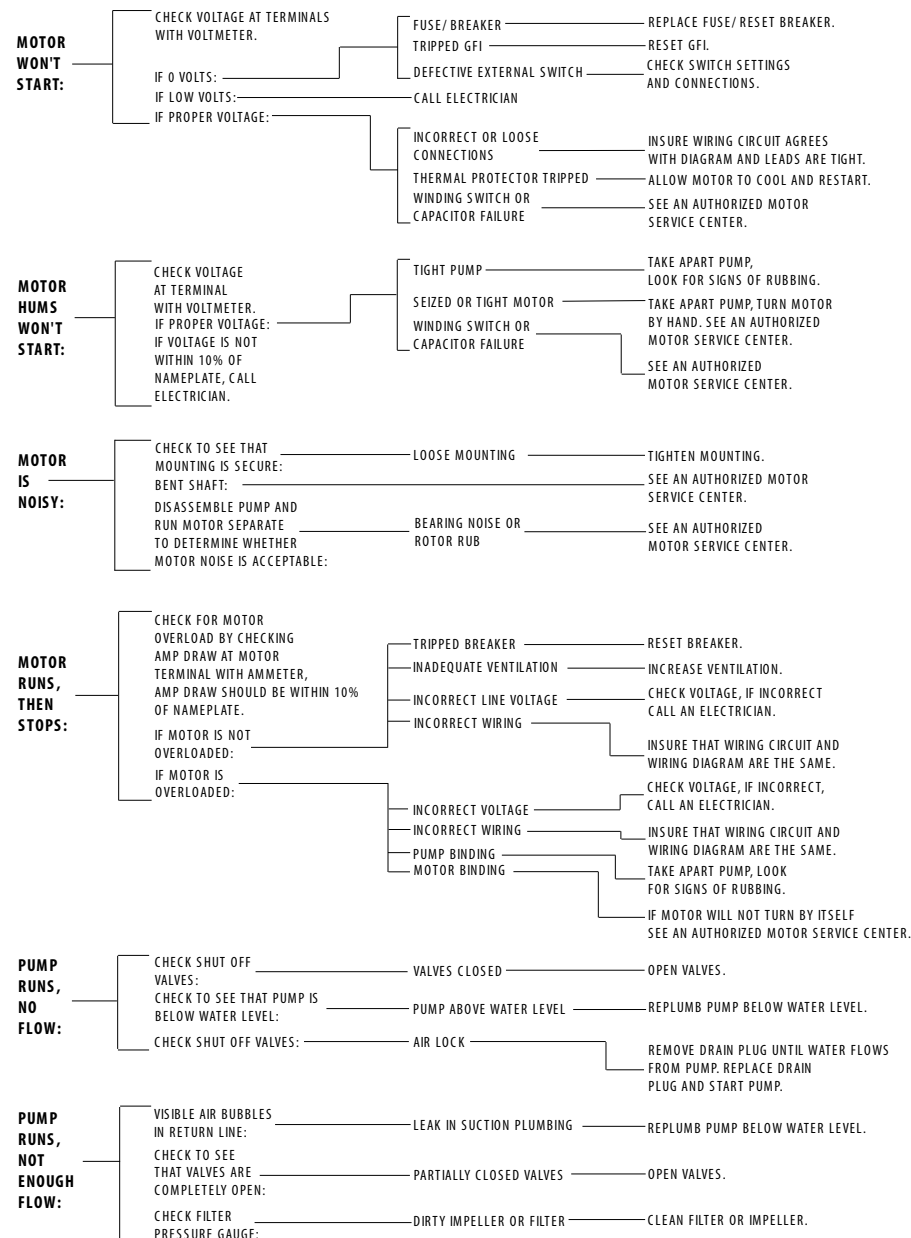 MOTOR
WON'T
START:
CHECK VOLTAGE AT TERMINALS
WITH VOLTMETER.
IF 0 VOLTS:
FUSE/ BREAKER
REPLACE FUSE/ RESET BREAKER.
TRIPPED GFI
RESET GFI.
DEFECTIVE EXTERNAL SWITCH
CHECK SWITCH SETTINGS
AND CONNECTIONS.
IF LOW VOLTS:
CALL ELECTRICIAN
IF PROPER VOLTAGE:
INCORRECT OR LOOSE
CONNECTIONS
INSURE WIRING CIRCUIT AGREES
WITH DIAGRAM AND LEADS ARE TIGHT.
THERMAL PROTECTOR TRIPPED
ALLOW MOTOR TO COOL AND RESTART.
WINDING SWITCH OR
CAPACITOR FAILURE
SEE AN AUTHORIZED MOTOR
SERVICE CENTER.
MOTOR
HUMS
WON'T
START:
CHECK VOLTAGE
AT TERMINAL
WITH VOLTMETER.
IF PROPER VOLTAGE:
IF VOLTAGE IS NOT
WITHIN 10% OF
NAMEPLATE, CALL
ELECTRICIAN.
TIGHT PUMP
TAKE APART PUMP,
LOOK FOR SIGNS OF RUBBING.
SEIZED OR TIGHT MOTOR
TAKE APART PUMP, TURN MOTOR
BY HAND. SEE AN AUTHORIZED
MOTOR SERVICE CENTER.
WINDING SWITCH OR
CAPACITOR FAILURE
SEE AN AUTHORIZED
MOTOR SERVICE CENTER.
MOTOR
IS
NOISY:
CHECK TO SEE THAT
MOUNTING IS SECURE:
LOOSE MOUNTING
TIGHTEN MOUNTING.
BENT SHAFT:
SEE AN AUTHORIZED MOTOR
SERVICE CENTER.
DISASSEMBLE PUMP AND
RUN MOTOR SEPARATE
TO DETERMINE WHETHER
MOTOR NOISE IS ACCEPTABLE:
BEARING NOISE OR
ROTOR RUB
SEE AN AUTHORIZED
MOTOR SERVICE CENTER.
MOTOR
RUNS,
THEN
STOPS:
CHECK FOR MOTOR
OVERLOAD BY CHECKING
AMP DRAW AT MOTOR
TERMINAL WITH AMMETER,
AMP DRAW SHOULD BE WITHIN 10%
OF NAMEPLATE.
IF MOTOR IS NOT
OVERLOADED:
TRIPPED BREAKER
RESET BREAKER.
INADEQUATE VENTILATION
INCREASE VENTILATION.
INCORRECT LINE VOLTAGE
CHECK VOLTAGE, IF INCORRECT
CALL AN ELECTRICIAN.
INCORRECT WIRING
INSURE THAT WIRING CIRCUIT AND
WIRING DIAGRAM ARE THE SAME.
IF MOTOR IS
OVERLOADED:
INCORRECT VOLTAGE
CHECK VOLTAGE, IF INCORRECT,
CALL AN ELECTRICIAN.
INCORRECT WIRING
INSURE THAT WIRING CIRCUIT AND
WIRING DIAGRAM ARE THE SAME.
PUMP BINDING
TAKE APART PUMP, LOOK
FOR SIGNS OF RUBBING.
MOTOR BINDING
IF MOTOR WILL NOT TURN BY ITSELF
SEE AN AUTHORIZED MOTOR SERVICE CENTER.
PUMP
RUNS,
NO
FLOW:
CHECK SHUT OFF
VALVES:
VALVES CLOSED
OPEN VALVES.
CHECK TO SEE THAT PUMP IS
BELOW WATER LEVEL:
PUMP ABOVE WATER LEVEL
REPLUMB PUMP BELOW WATER LEVEL.
CHECK SHUT OFF VALVES:
AIR LOCK
REMOVE DRAIN PLUG UNTIL WATER FLOWS
FROM PUMP. REPLACE DRAIN
PLUG AND START PUMP.
PUMP
RUNS,
NOT
ENOUGH
FLOW:
VISIBLE AIR BUBBLES
IN RETURN LINE:
LEAK IN SUCTION PLUMBING
REPLUMB PUMP BELOW WATER LEVEL.
CHECK TO SEE
THAT VALVES ARE
COMPLETELY OPEN:
PARTIALLY CLOSED VALVES
OPEN VALVES.
CHECK FILTER
PRESSURE GAUGE:
DIRTY IMPELLER OR FILTER
CLEAN FILTER OR IMPELLER.